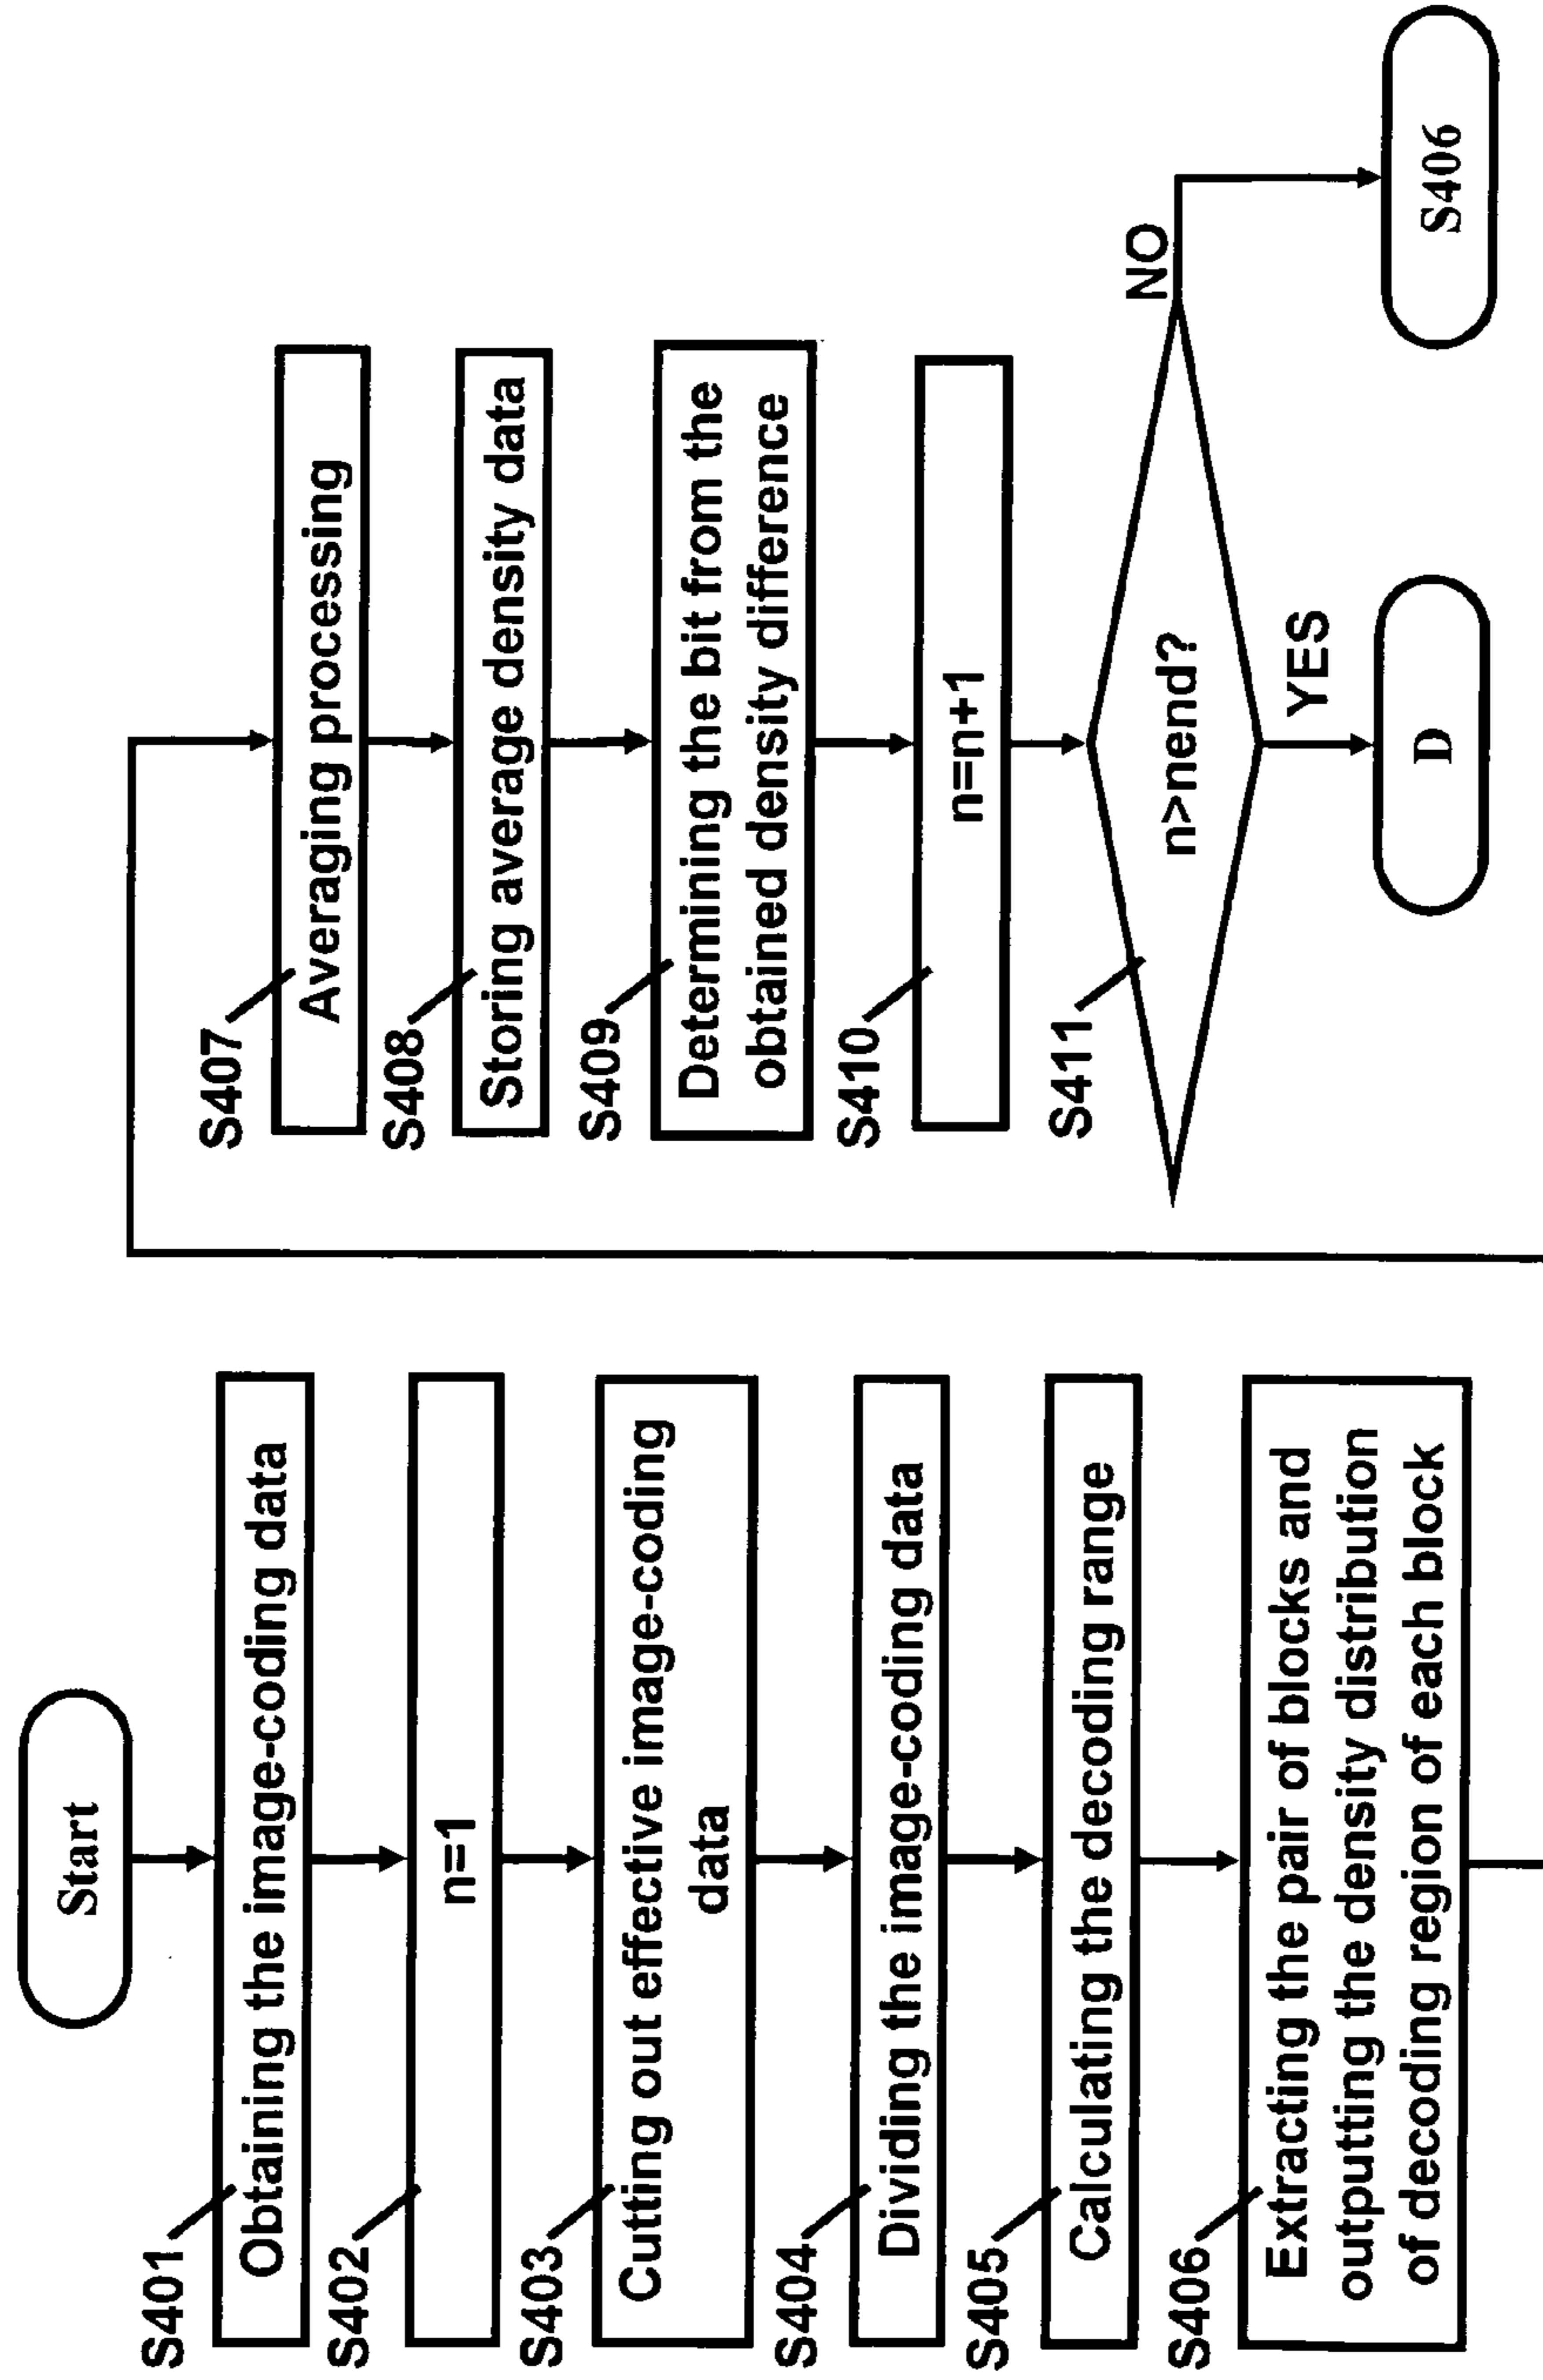 Start
S401
Obtaining the image-coding data
S402
n=1
S403
Cutting out effective image-coding
data
S404
Dividing the image-coding data
S405
Calculating the decoding range
S406
Extracting the pair of blocks and
outputting the density distribution
of decoding region of each block
S407
Averaging processing
S408
Storing average density data
S409
Determining the bit from the
obtained density difference
S410
n=n+1
S411
n>nend?
NO
YES
D
S406